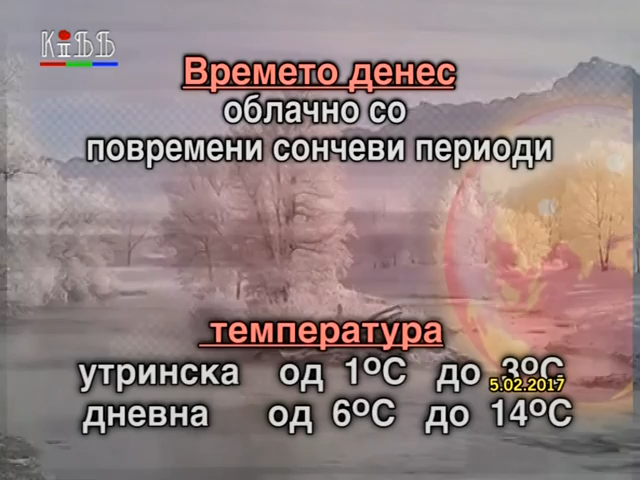 KiSS
Времето денес
облачно со
повремени сончеви периоди
температура
утринска од 1ºC до 3ºC
5.02.2017
дневна од 6ºC до 14ºC